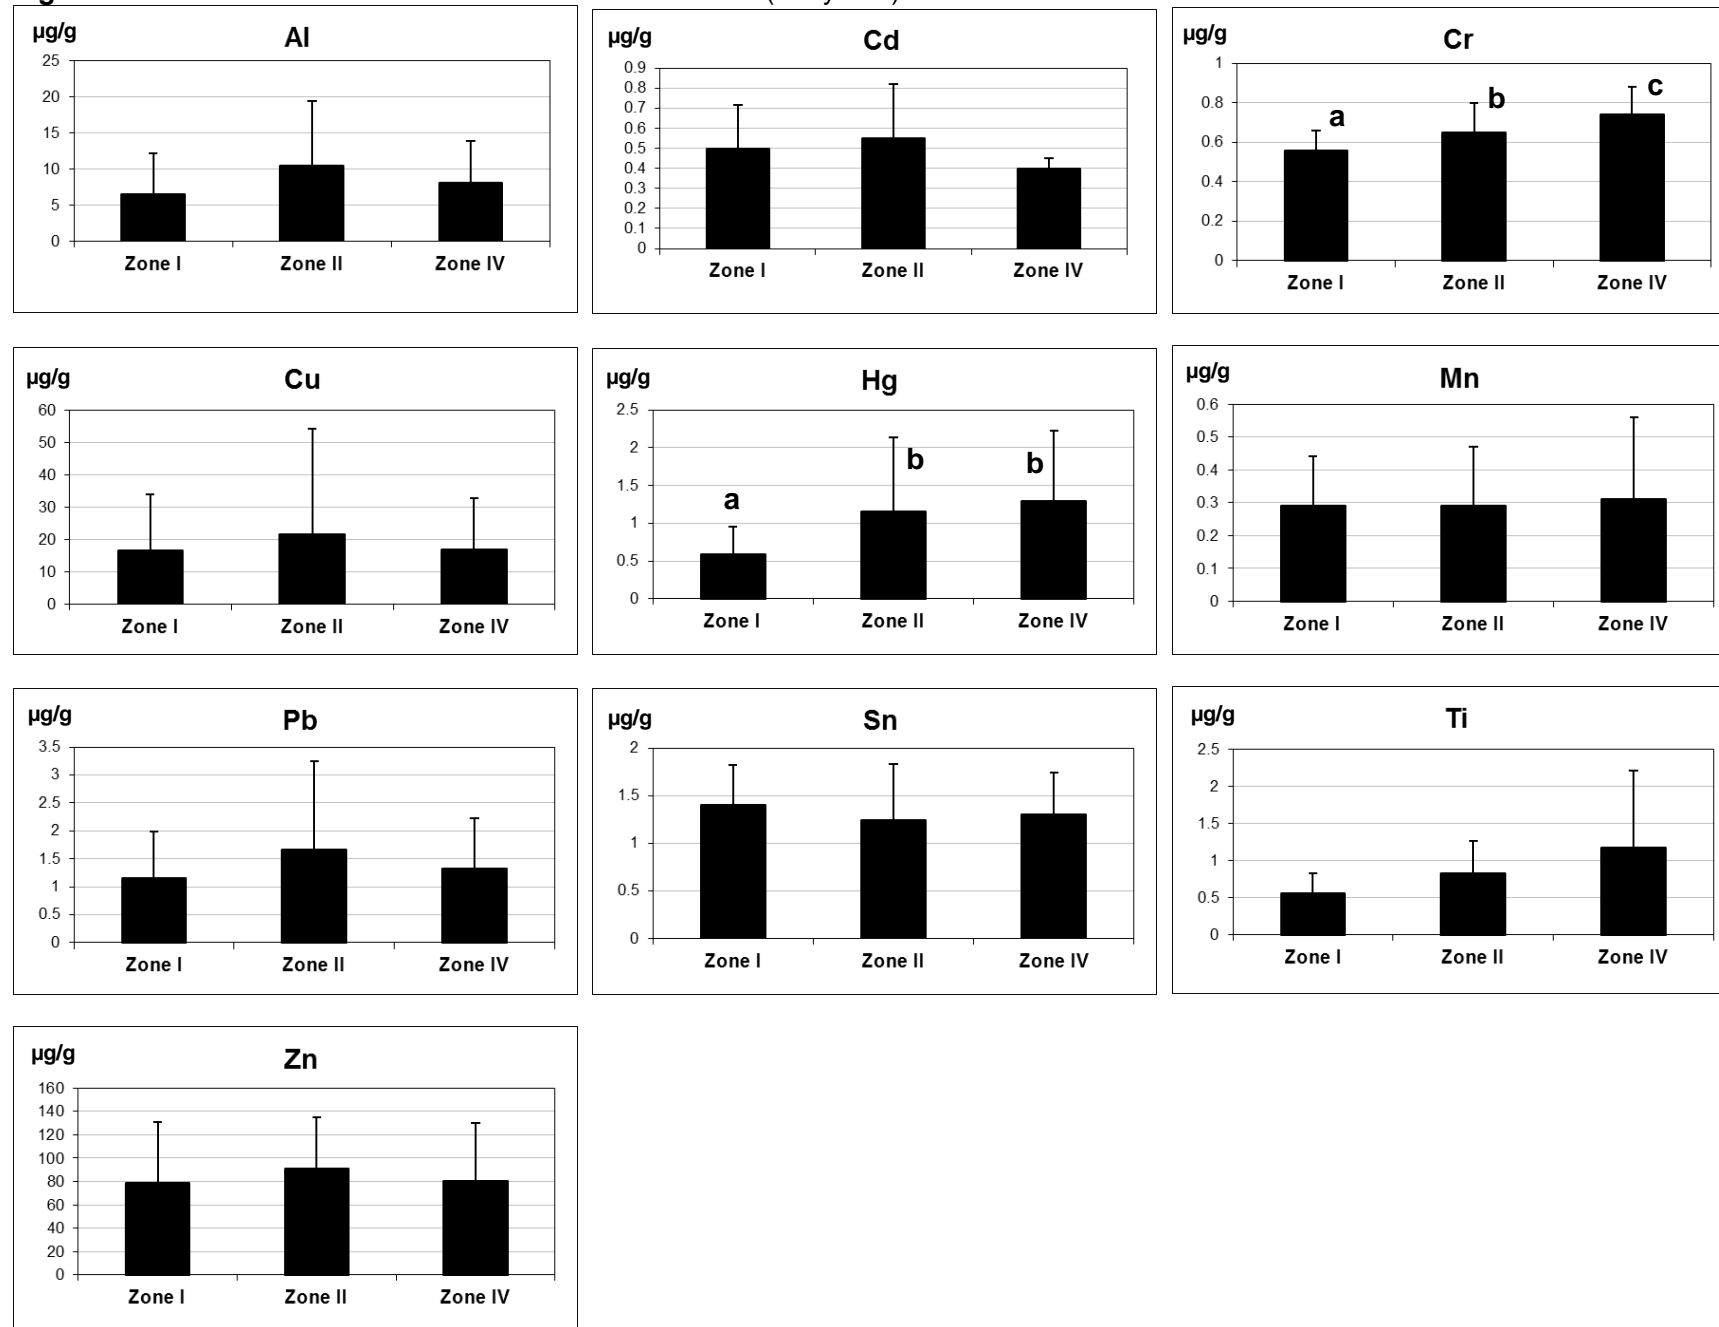 µg/g
Al
25
20
15
10
5
0
Zone I Zone II Zone IV
µg/g
Cd
0.9
0.8
0.7
0.6
0.5
0.4
0.3
0.2
0.1
0
Zone I Zone II Zone IV
µg/g
Cr
1
0.8
0.6
0.4
0.2
0
a b c
Zone I Zone II Zone IV
µg/g
Cu
60
50
40
30
20
10
0
Zone I Zone II Zone IV
µg/g
Hg
2.5
2
1.5
1
0.5
0
a b b
Zone I Zone II Zone IV
µg/g
Mn
0.6
0.5
0.4
0.3
0.2
0.1
0
Zone I Zone II Zone IV
µg/g
Pb
3.5
3
2.5
2
1.5
1
0.5
0
Zone I Zone II Zone IV
µg/g
Sn
2
1.5
1
0.5
0
Zone I Zone II Zone IV
µg/g
Ti
2.5
2
1.5
1
0.5
0
Zone I Zone II Zone IV
µg/g
Zn
160
140
120
100
80
60
40
20
0
Zone I Zone II Zone IV